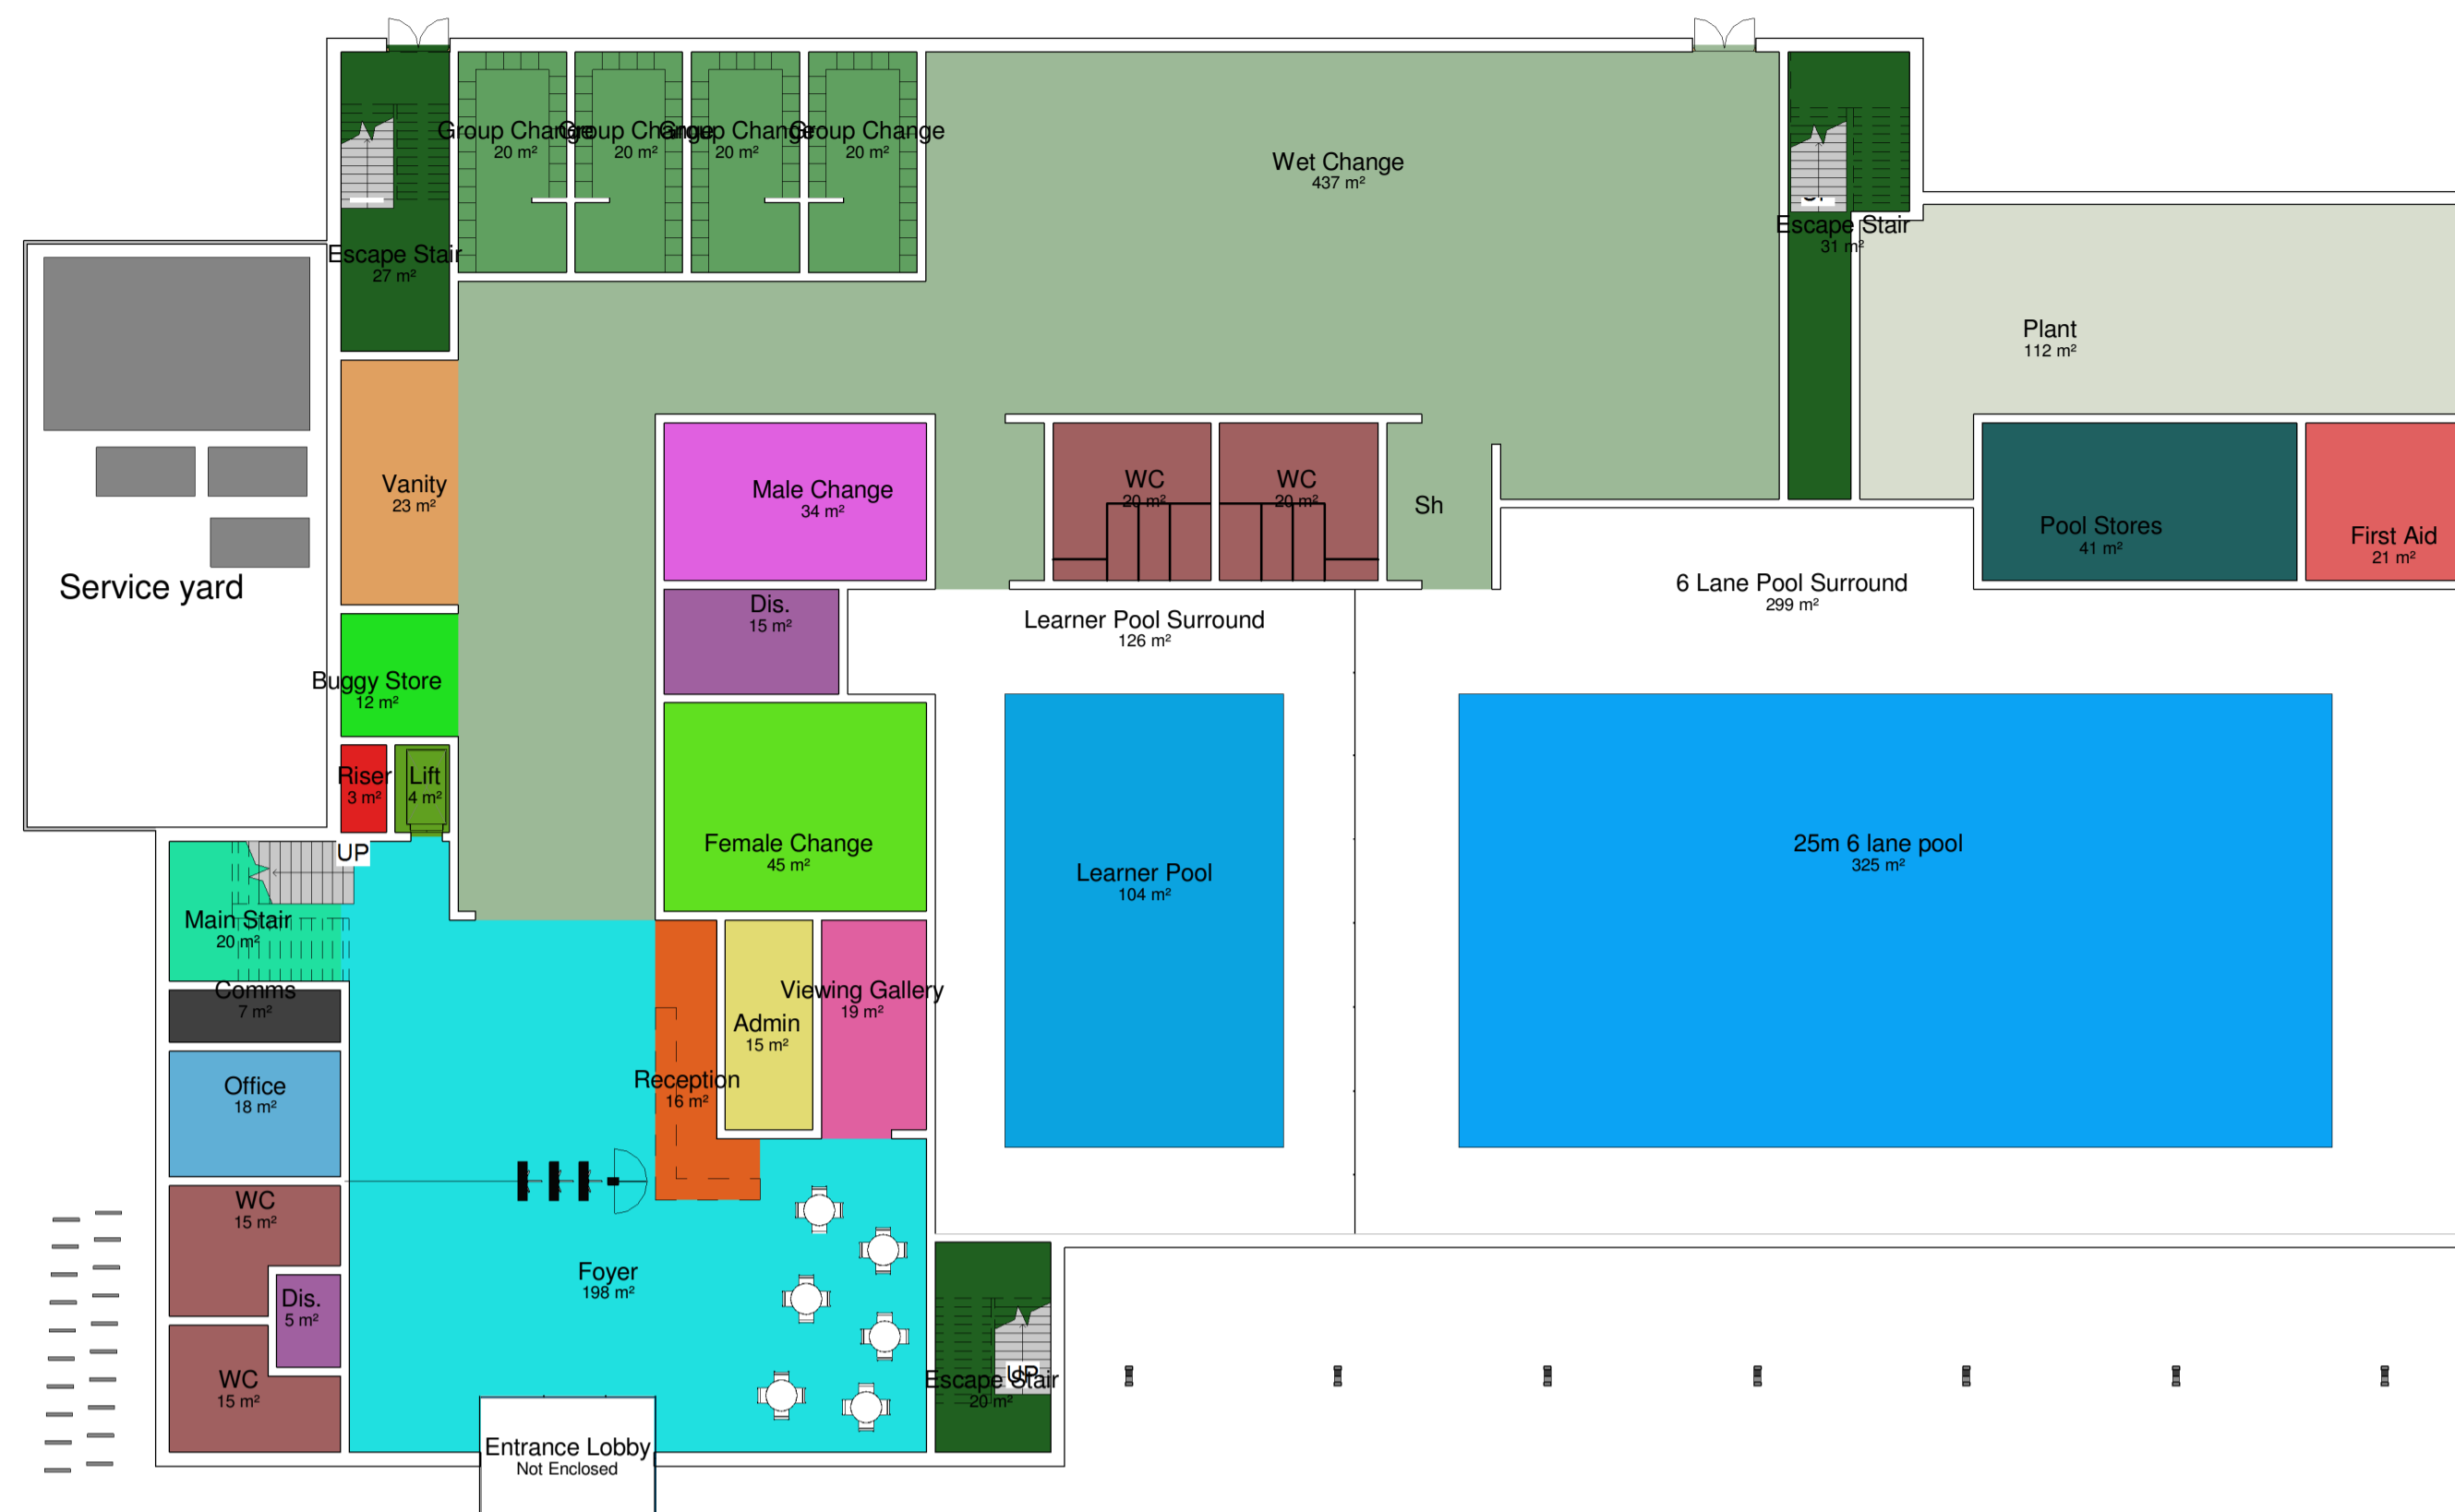 Group Change
20 m²
Group Change
20 m²
Group Change
20 m²
Group Change
20 m²
Wet Change
437 m²
Escape Stair
31 m²
Escape Stair
27 m²
Plant
112 m²
Vanity
23 m²
Male Change
34 m²
WC
20 m²
WC
20 m²
Sh
Pool Stores
41 m²
First Aid
21 m²
Service yard
6 Lane Pool Surround
299 m²
Dis.
15 m²
Learner Pool Surround
126 m²
Buggy Store
12 m²
Riser
3 m²
Lift
4 m²
UP
Female Change
45 m²
25m 6 lane pool
325 m²
Learner Pool
104 m²
Main Stair
20 m²
Comms
7 m²
Viewing Gallery
19 m²
Admin
15 m²
Reception
16 m²
Office
18 m²
WC
15 m²
Foyer
198 m²
Dis.
5 m²
WC
15 m²
UP
Escape Stair
20 m²
Entrance Lobby
Not Enclosed